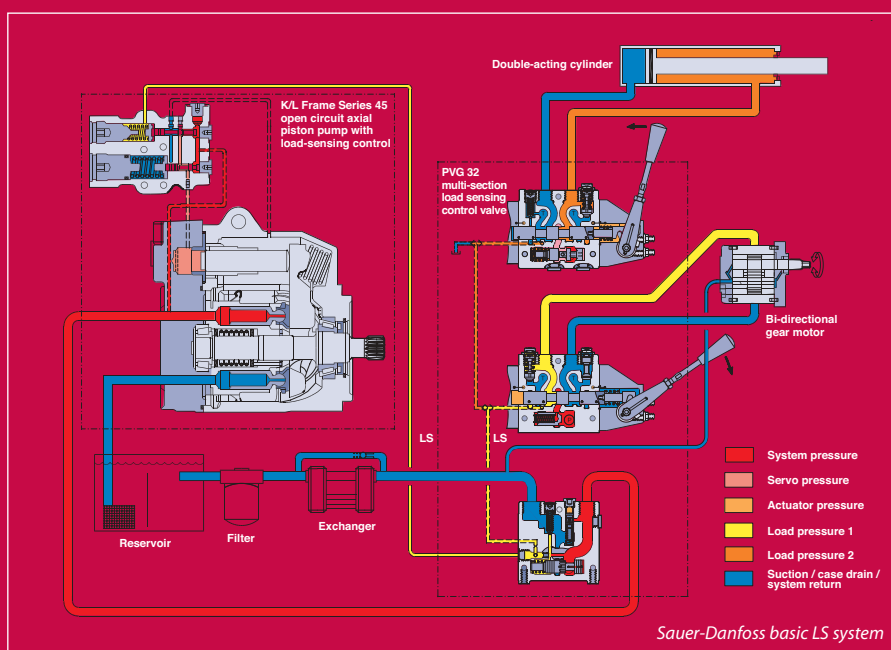 Double-acting cylinder
K/L Frame Series 45
open circuit axial
piston pump with
load-sensing control
PVG 32
multi-section
load sensing
control valve
Bi-directional
gear motor
LS
LS
Reservoir
Filter
Exchanger
System pressure
Servo pressure
Actuator pressure
Load pressure 1
Load pressure 2
Suction / case drain /
system return
Sauer-Danfoss basic LS system